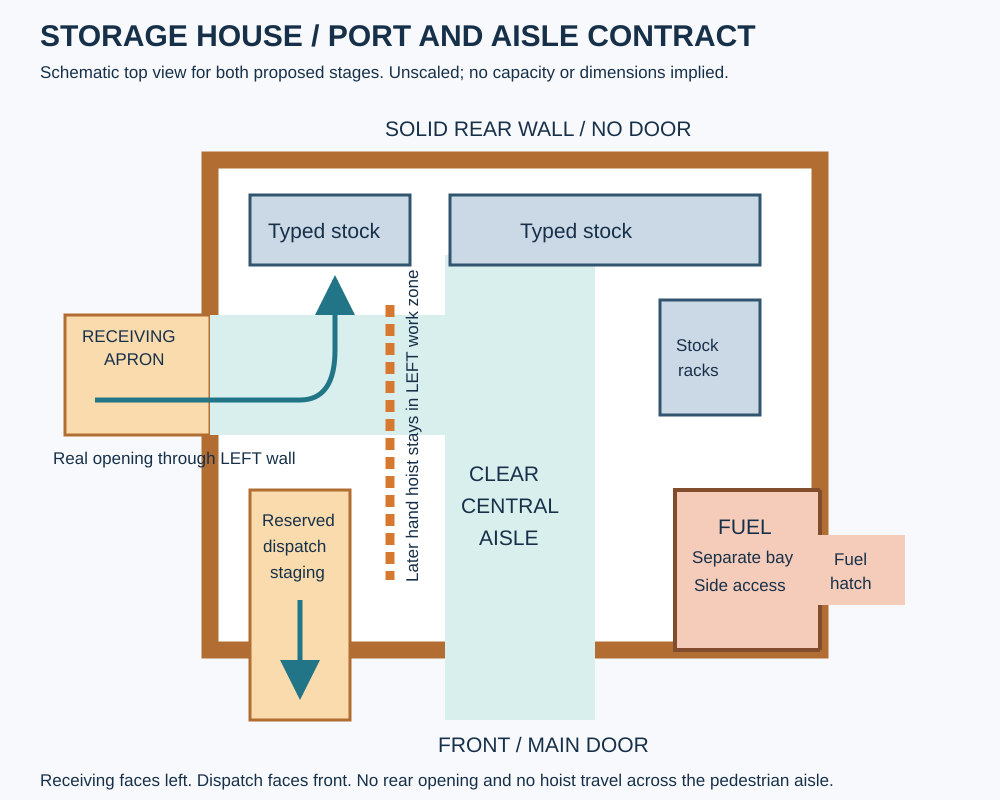 STORAGE HOUSE / PORT AND AISLE CONTRACT
Schematic top view for both proposed stages. Unscaled; no capacity or dimensions implied.
SOLID REAR WALL / NO DOOR
Typed stock
Typed stock
RECEIVING
APRON
Real opening through LEFT wall
Later hand hoist stays in LEFT work zone
Stock
racks
CLEAR
CENTRAL
AISLE
Reserved
dispatch
staging
FUEL
Separate bay
Side access
Fuel
hatch
FRONT / MAIN DOOR
Receiving faces left. Dispatch faces front. No rear opening and no hoist travel across the pedestrian aisle.